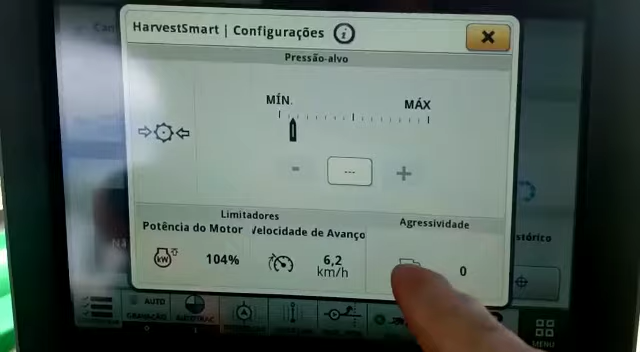 HarvestSmart | Configurações
Pressão-alvo
MÍN.
MÁX
-
---
+
Limitadores
Potência do Motor
Velocidade de Avanço
Agressividade
kW
104%
6,2
km/h
0
AUTO
MENU